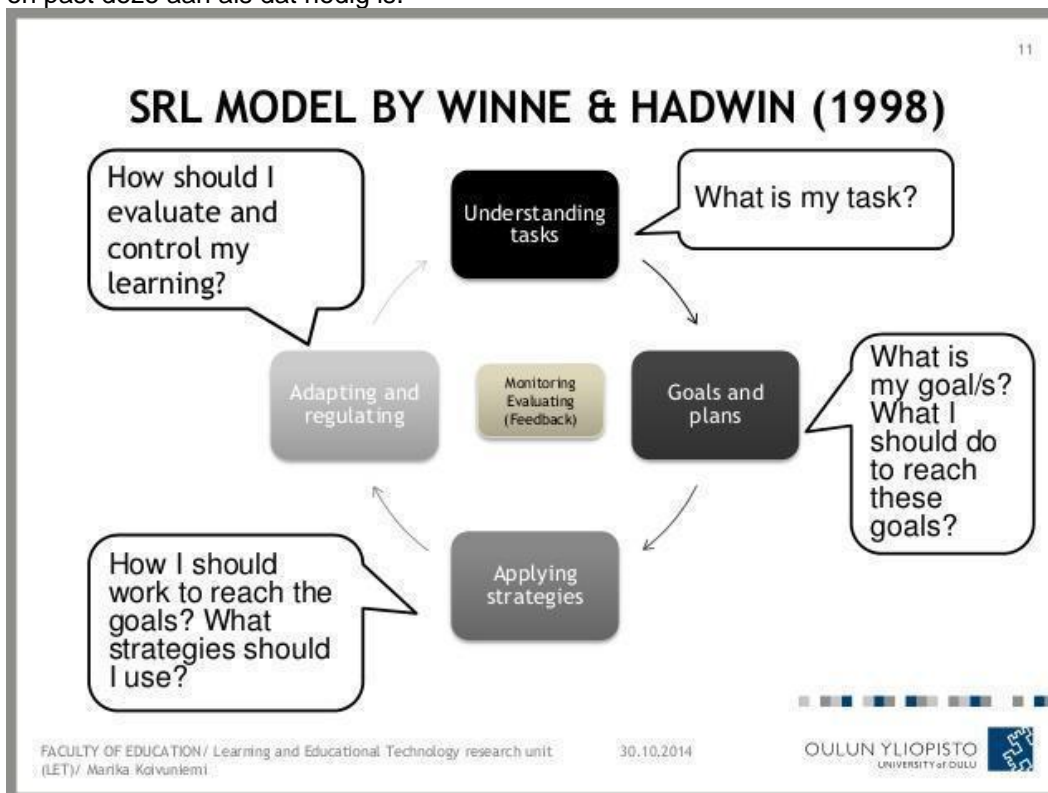 en past deze aan als dat nodig is.
11
SRL MODEL BY WINNE & HADWIN (1998)
How should I
evaluate and
control my
learning?
Understanding
tasks
What is my task?
Adapting and
regulating
Monitoring
Evaluating
(Feedback)
Goals and
plans
What is
my goal/s?
What I
should do
to reach
these
goals?
How I should
work to reach the
goals? What
strategies should
I use?
Applying
strategies
FACULTY OF EDUCATION/ Learning and Educational Technology research unit
(LET)/ Marika Koivuniemi
30.10.2014
OULUN YLIOPISTO
UNIVERSITY of OULU